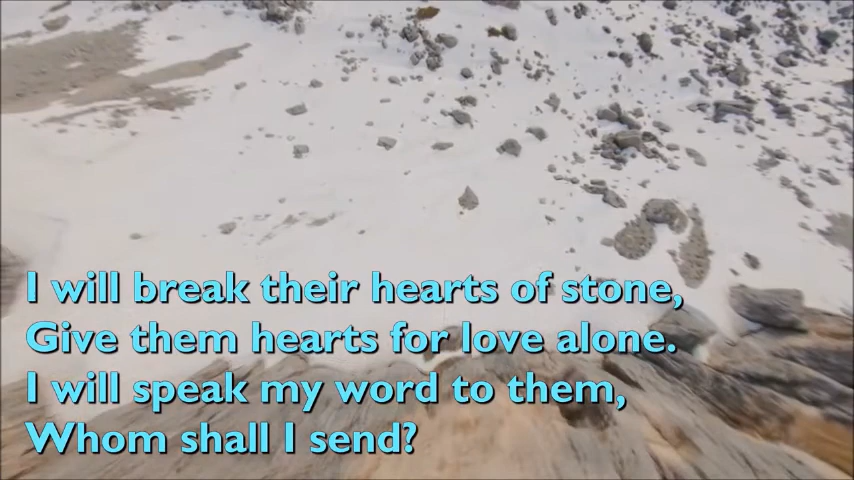 I will break their hearts of stone,
Give them hearts for love alone.
I will speak my word to them,
Whom shall I send?